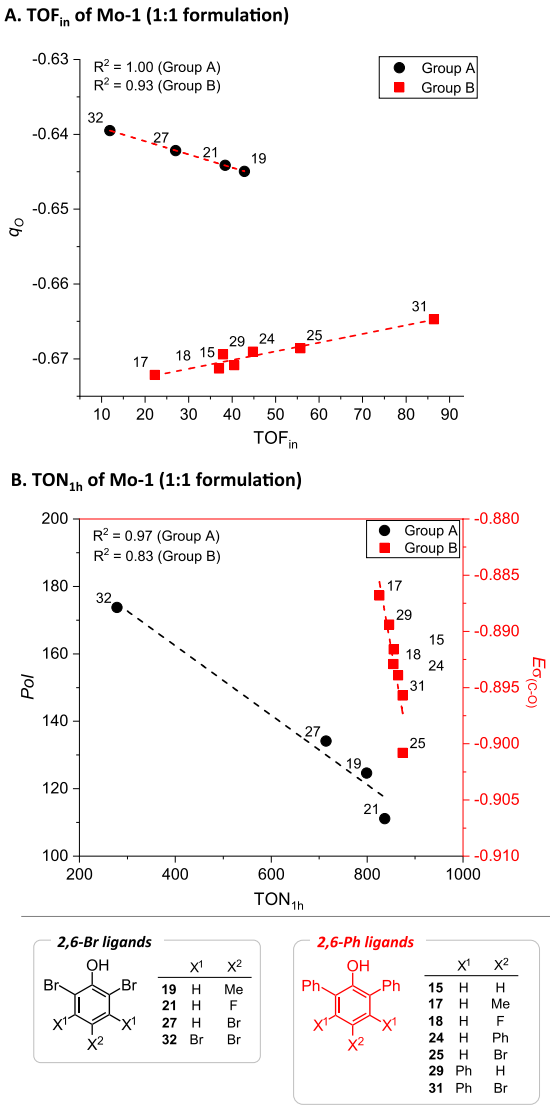 A. TOFin of Mo-1 (1:1 formulation)
R2 = 1.00 (Group A)
R2 = 0.93 (Group B)
Group A
Group B
-0.63
-0.64
-0.65
-0.66
-0.67
qO
32
27
21
19
17
18
15
29
24
25
31
10 20 30 40 50 60 70 80 90
TOFin
B. TON1h of Mo-1 (1:1 formulation)
R2 = 0.97 (Group A)
R2 = 0.83 (Group B)
Group A
Group B
200
180
160
140
120
100
Pol
-0.880
-0.885
-0.890
-0.895
-0.900
-0.905
-0.910
Eσ(C-O)
32
27
19
21
17
29
15
18
24
31
25
200 400 600 800 1000
TON1h
2,6-Br ligands
OH
Br Br
X1 X1
X2
X1 X2
19 H Me
21 H F
27 H Br
32 Br Br
2,6-Ph ligands
OH
Ph Ph
X1 X1
X2
X1 X2
15 H H
17 H Me
18 H F
24 H Ph
25 H Br
29 Ph H
31 Ph Br